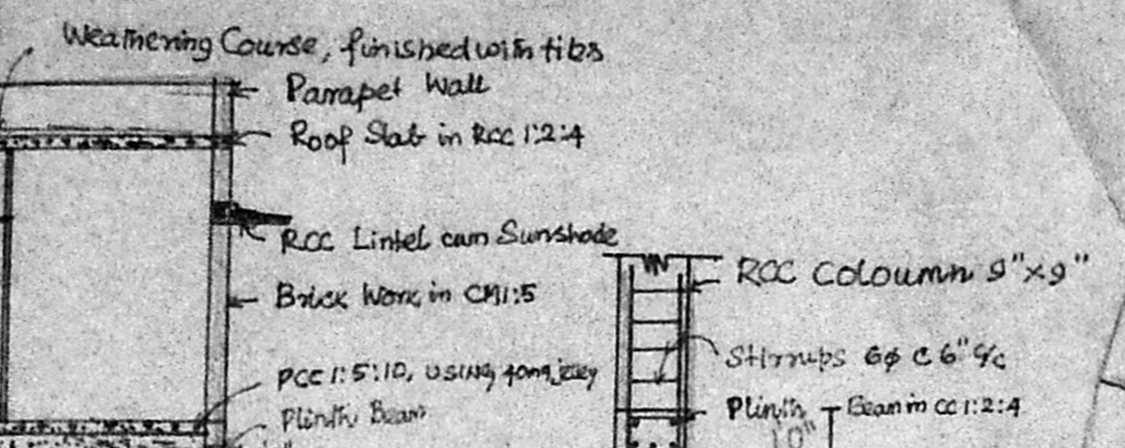 Weathering Course, finished with tiles
Parapet Wall
Roof Slab in RCC 1:2:4
RCC Lintel cum Sunshade
Brick Work in CM1:5
RCC COLOUMN 9"x9"
PCC 1:5:10, USING 40mm
Stirrups 6φ C 6" c/c
Plinth Beam
Plinth Beam in CC 1:2:4
10"